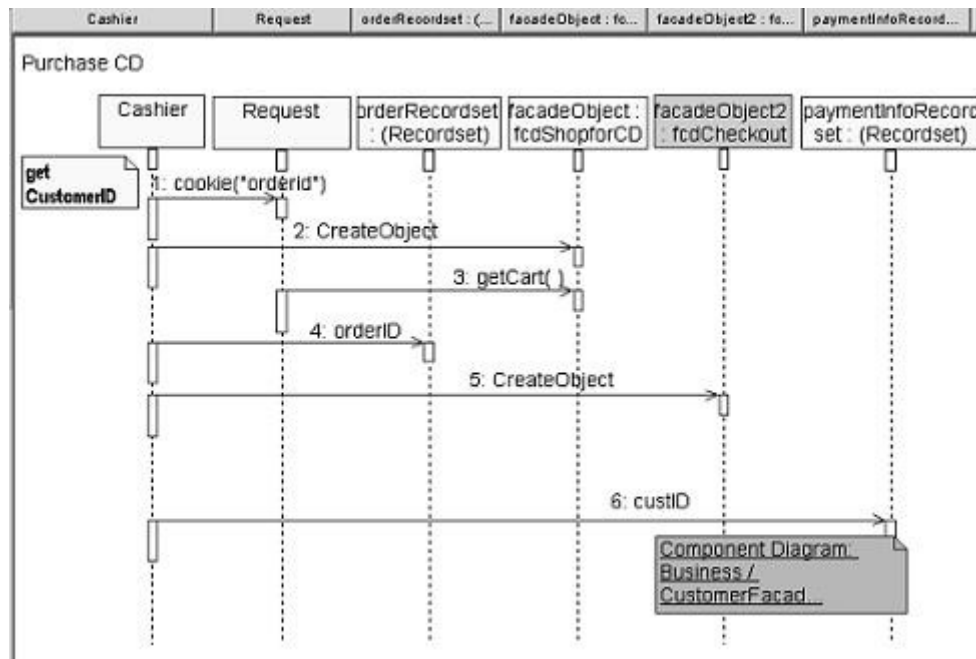 Cashier
Request
orderRecordset : (...
facadeObject : fc...
facadeObject2 : fc...
paymentInfoRecord...
Purchase CD
Cashier
Request
orderRecordset
: (Recordset)
facadeObject :
fcdShopforCD
facadeObject2
: fcdCheckout
paymentInfoRecord
set : (Recordset)
get
CustomerID
1: cookie("orderid")
2: CreateObject
3: getCart( )
4: orderID
5: CreateObject
6: custID
Component Diagram:
Business /
CustomerFacad...